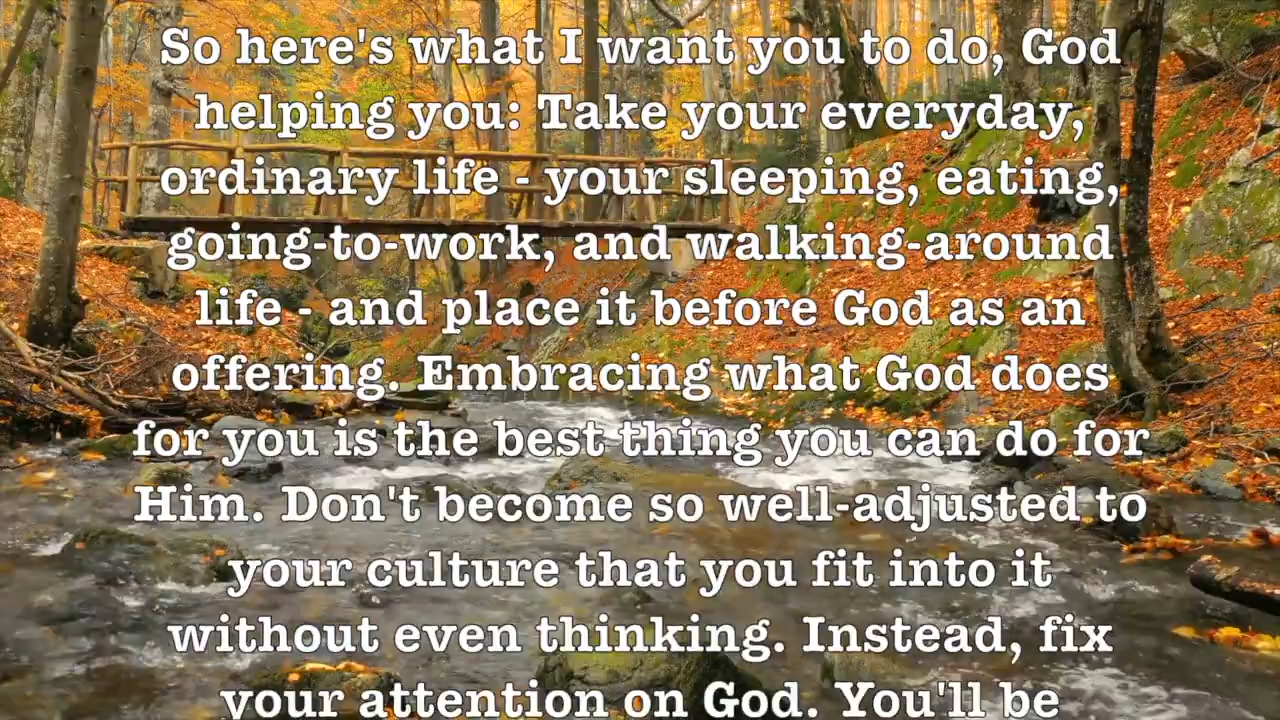 So here's what I want you to do, God
helping you: Take your everyday,
ordinary life - your sleeping, eating,
going-to-work, and walking-around
life - and place it before God as an
offering. Embracing what God does
for you is the best thing you can do for
Him. Don't become so well-adjusted to
your culture that you fit into it
without even thinking. Instead, fix
your attention on God. You'll be